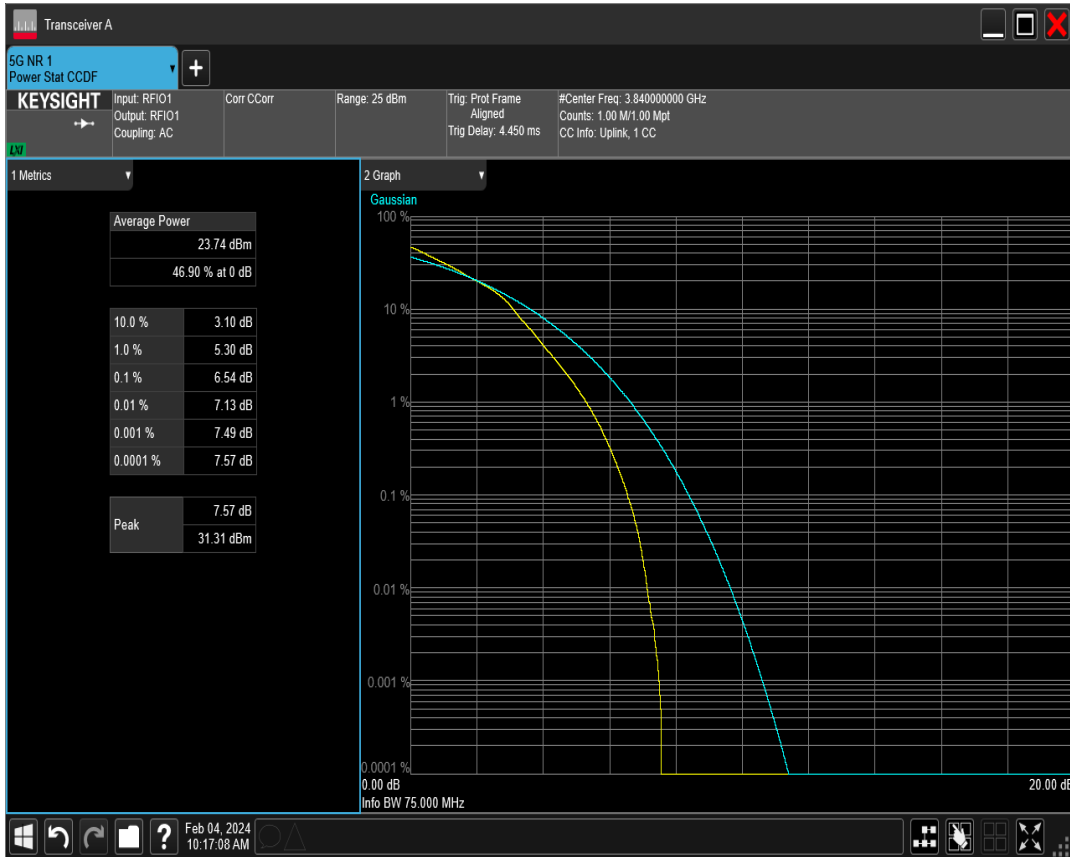 Transceiver A
5G NR 1
Power Stat CCDF
+
KEYSIGHT
LXI
Input: RFIO1
Output: RFIO1
Coupling: AC
Corr CCorr
Range: 25 dBm
Trig: Prot Frame
Aligned
Trig Delay: 4.450 ms
#Center Freq: 3.840000000 GHz
Counts: 1.00 M/1.00 Mpt
CC Info: Uplink, 1 CC
1 Metrics
Average Power
23.74 dBm
46.90 % at 0 dB
10.0 % 3.10 dB
1.0 % 5.30 dB
0.1 % 6.54 dB
0.01 % 7.13 dB
0.001 % 7.49 dB
0.0001 % 7.57 dB
Peak 7.57 dB
31.31 dBm
2 Graph
Gaussian
100 %
10 %
1 %
0.1 %
0.01 %
0.001 %
0.0001 %
0.00 dB 20.00 dB
Info BW 75.000 MHz
?
Feb 04, 2024
10:17:08 AM